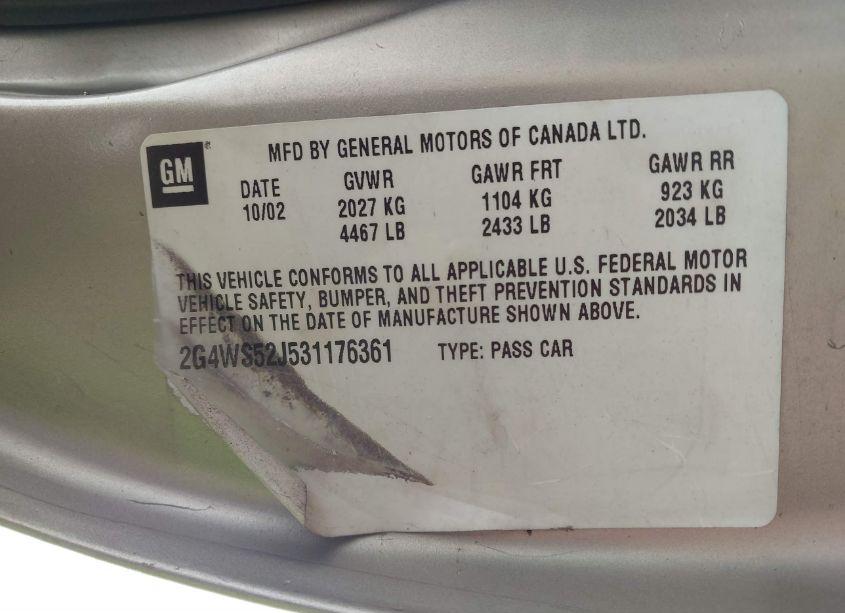 GM
MFD BY GENERAL MOTORS OF CANADA LTD.
DATE GVWR GAWR FRT GAWR RR
10/02 2027 KG 1104 KG 923 KG
4467 LB 2433 LB 2034 LB
THIS VEHICLE CONFORMS TO ALL APPLICABLE U.S. FEDERAL MOTOR
VEHICLE SAFETY, BUMPER, AND THEFT PREVENTION STANDARDS IN
EFFECT ON THE DATE OF MANUFACTURE SHOWN ABOVE.
2G4WS52J531176361 TYPE: PASS CAR